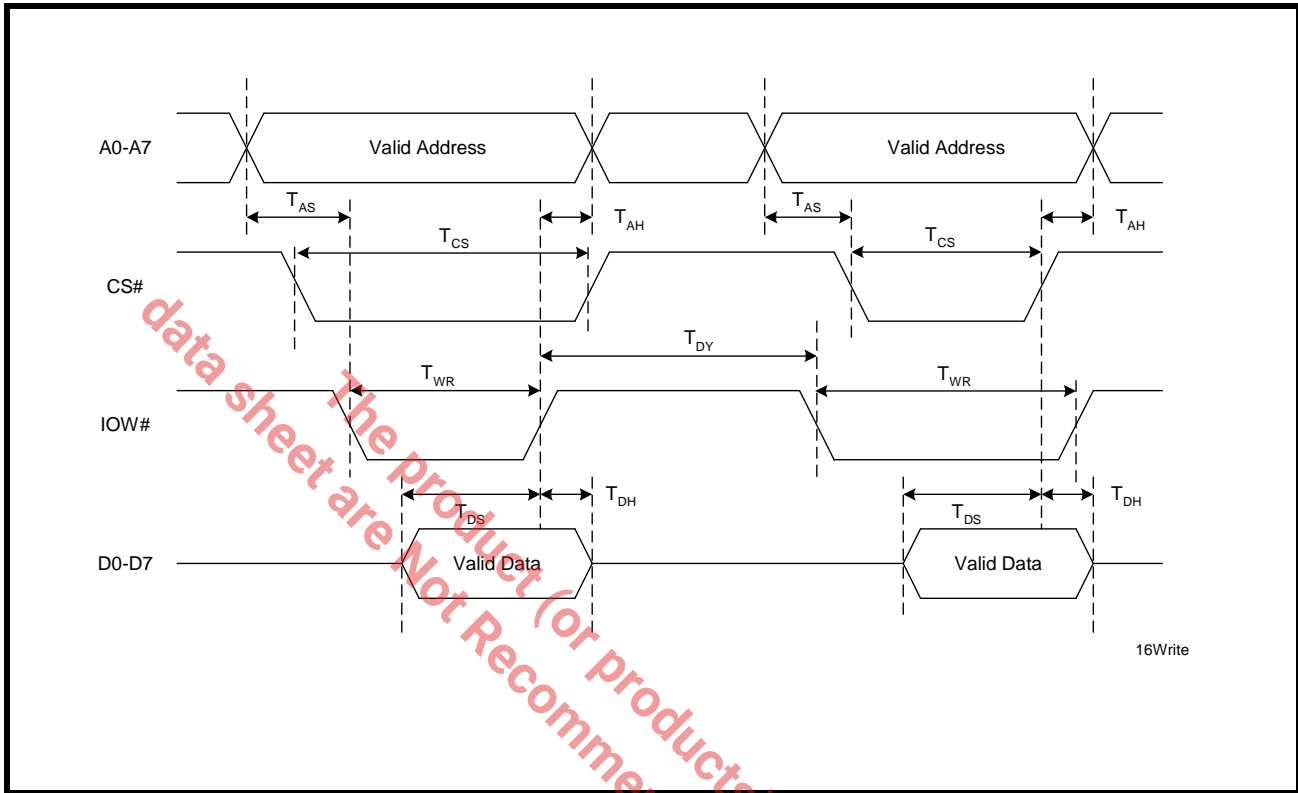 A0-A7
Valid Address
Valid Address
TAS
TAH
TAS
TAH
CS#
TCS
TCS
TDY
IOW#
TWR
TWR
TDS
TDH
TDS
TDH
D0-D7
Valid Data
Valid Data
16Write
The product (or products
data sheet are Not Recomme